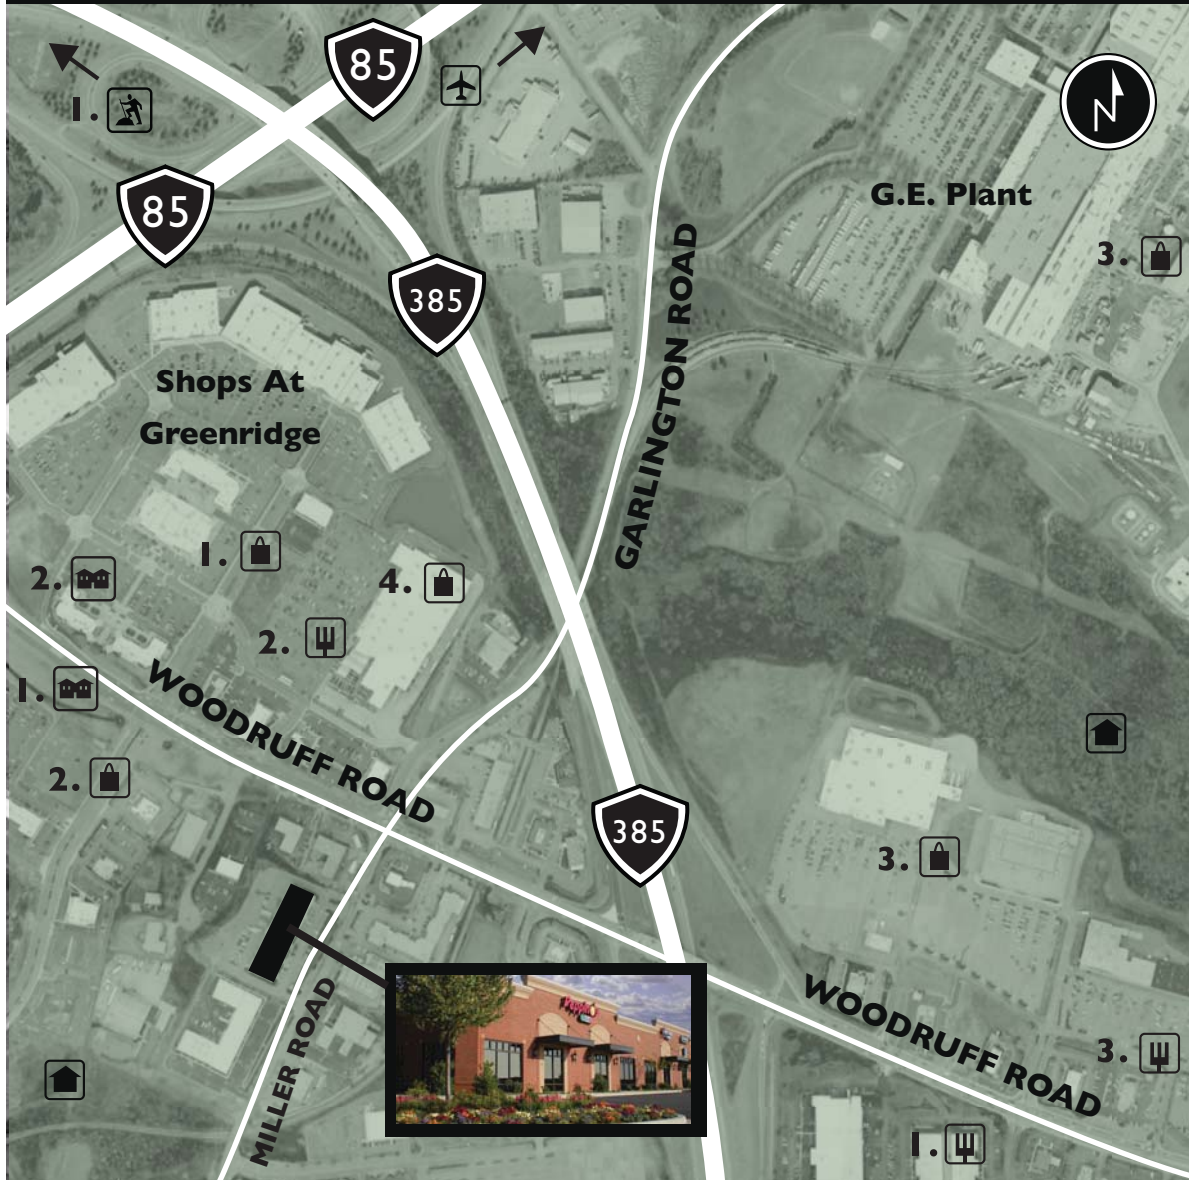 85
1.
N
85
G.E. Plant
3.
385
GARLINGTON ROAD
Shops At
Greenridge
1.
2.
4.
2.
1.
WOODRUFF ROAD
2.
385
3.
MILLER ROAD
WOODRUFF ROAD
3.
1.